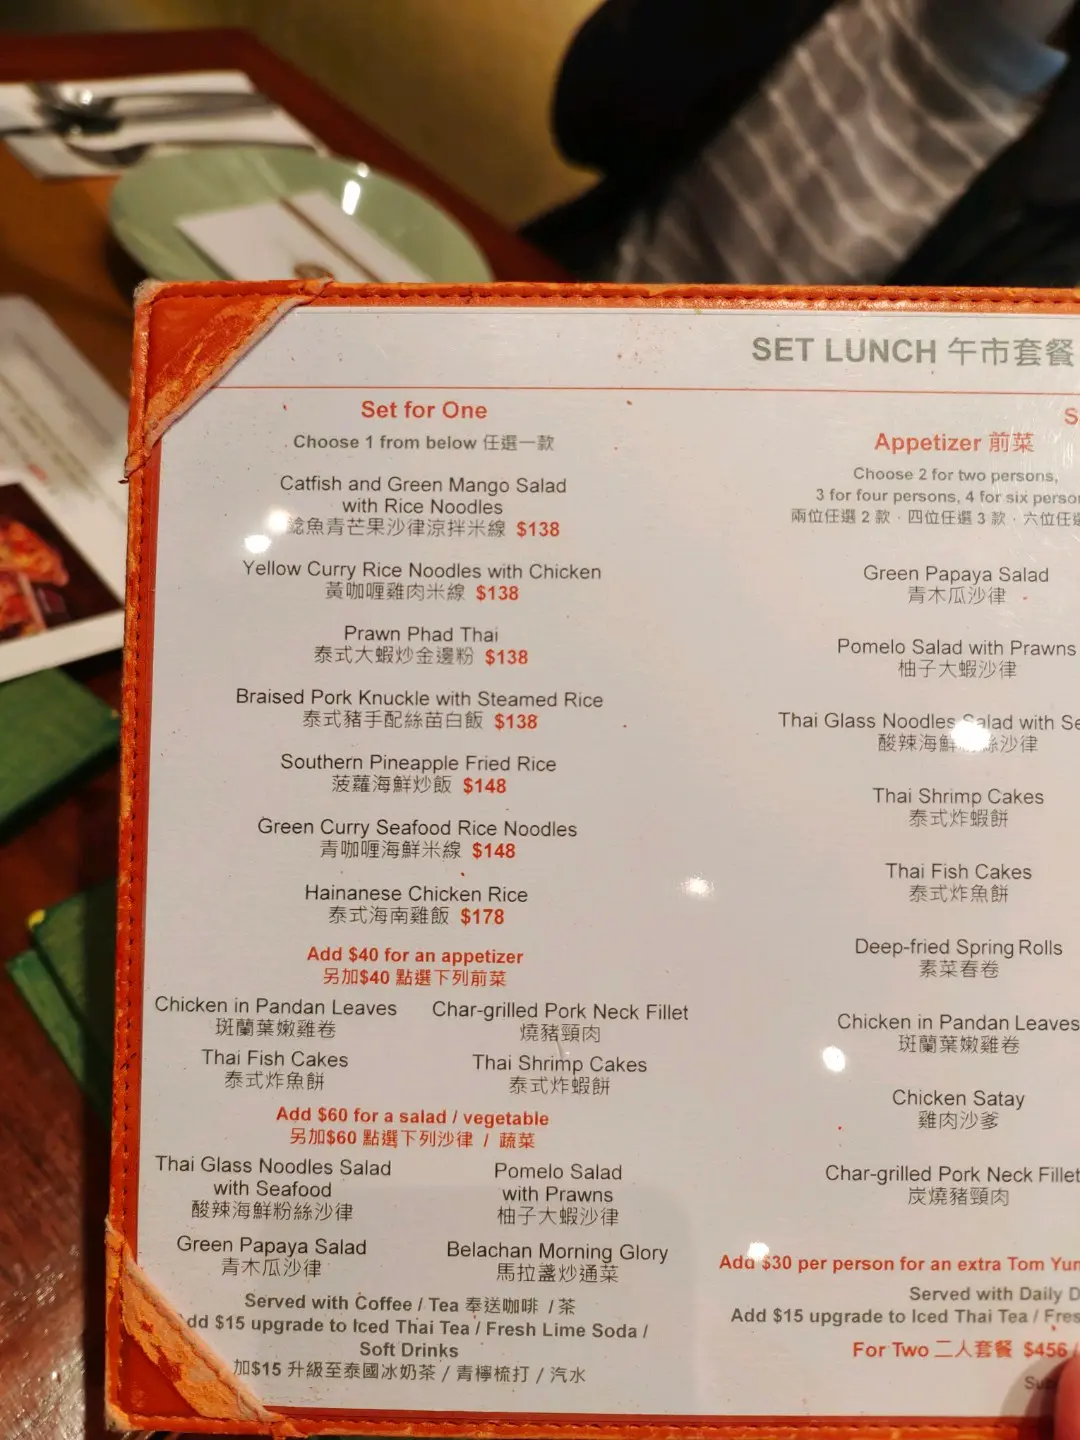 SET LUNCH 午市套餐
Set for One
Choose 1 from below 任選一款
Catfish and Green Mango Salad
with Rice Noodles
鯰魚青芒果沙律涼拌米線 $138
Yellow Curry Rice Noodles with Chicken
黃咖喱雞肉米線 $138
Prawn Phad Thai
泰式大蝦炒金邊粉 $138
Braised Pork Knuckle with Steamed Rice
泰式豬手配絲苗白飯 $138
Southern Pineapple Fried Rice
菠蘿海鮮炒飯 $148
Green Curry Seafood Rice Noodles
青咖喱海鮮米線 $148
Hainanese Chicken Rice
泰式海南雞飯 $178
Add $40 for an appetizer
另加$40 點選下列前菜
Chicken in Pandan Leaves
斑蘭葉嫩雞卷
Char-grilled Pork Neck Fillet
燒豬頸肉
Thai Fish Cakes
泰式炸魚餅
Thai Shrimp Cakes
泰式炸蝦餅
Add $60 for a salad / vegetable
另加$60 點選下列沙律 / 蔬菜
Thai Glass Noodles Salad
with Seafood
酸辣海鮮粉絲沙律
Pomelo Salad
with Prawns
柚子大蝦沙律
Green Papaya Salad
青木瓜沙律
Belachan Morning Glory
馬拉盞炒通菜
Served with Coffee / Tea 奉送咖啡 / 茶
Add $15 upgrade to Iced Thai Tea / Fresh Lime Soda /
Soft Drinks
加$15 升級至泰國冰奶茶 / 青檸梳打 / 汽水
S
Appetizer 前菜
Choose 2 for two persons,
3 for four persons, 4 for six person
兩位任選 2 款 · 四位任選 3 款 · 六位任選
Green Papaya Salad
青木瓜沙律
Pomelo Salad with Prawns
柚子大蝦沙律
Thai Glass Noodles Salad with Se
酸辣海鮮粉絲沙律
Thai Shrimp Cakes
泰式炸蝦餅
Thai Fish Cakes
泰式炸魚餅
Deep-fried Spring Rolls
素菜春卷
Chicken in Pandan Leaves
斑蘭葉嫩雞卷
Chicken Satay
雞肉沙爹
Char-grilled Pork Neck Fillet
炭燒豬頸肉
Add $30 per person for an extra Tom Yum
Served with Daily D
Add $15 upgrade to Iced Thai Tea / Fres
For Two 二人套餐 $456 /